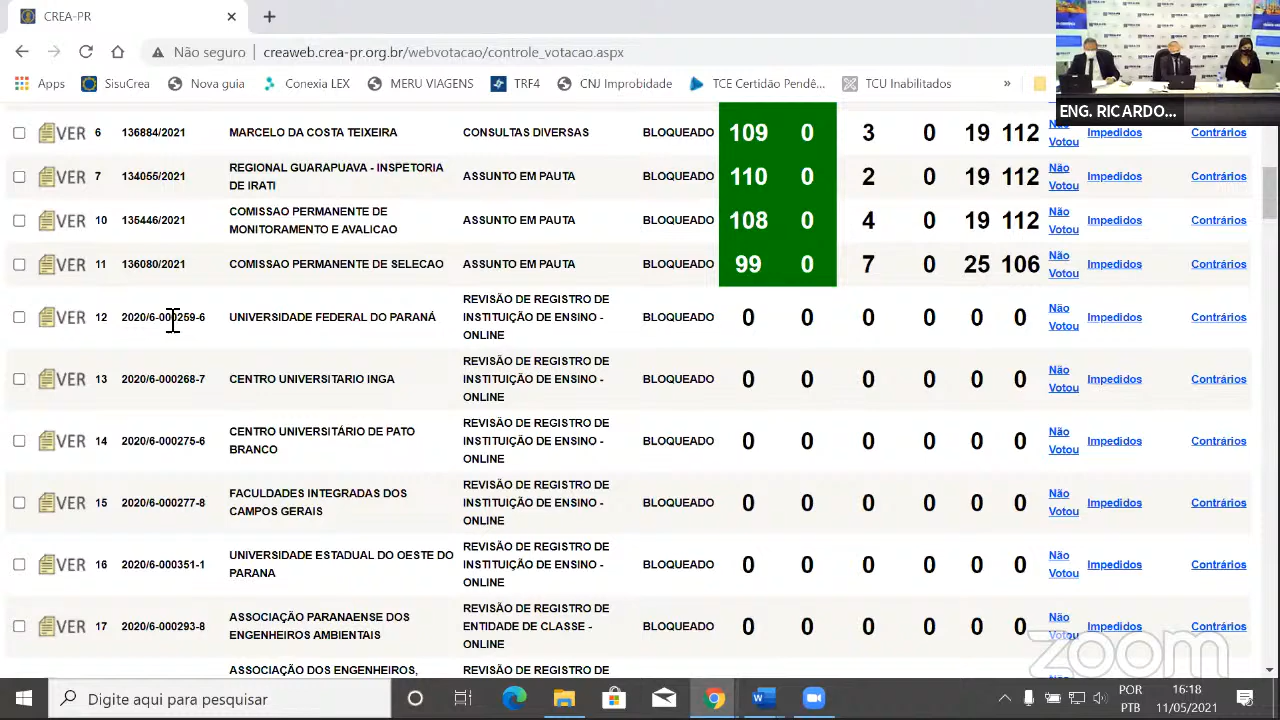 CREA-PR
Não seguro
creaweb.crea-
Apps
SisuCrea
Nova guia
Conexia LEX
CNJ Improbidade
TCE Certidão Pendê...
TCU Inabilitados
»
ENG. RICARDO...
VER 6 136884/2021 MARCELO DA COSTA TEIXEIRA CONSULTAS DIVERSAS BLOQUEADO 109 0 3 0 19 112 Não Votou Impedidos Contrários
VER 7 134055/2021 REGIONAL GUARAPUAVA - INSPETORIA DE IRATI ASSUNTO EM PAUTA BLOQUEADO 110 0 2 0 19 112 Não Votou Impedidos Contrários
VER 10 135446/2021 COMISSAO PERMANENTE DE MONITORAMENTO E AVALICAO ASSUNTO EM PAUTA BLOQUEADO 108 0 4 0 19 112 Não Votou Impedidos Contrários
VER 11 136080/2021 COMISSAO PERMANENTE DE SELECAO ASSUNTO EM PAUTA BLOQUEADO 99 0 7 0 25 106 Não Votou Impedidos Contrários
VER 12 2020/6-000259-6 UNIVERSIDADE FEDERAL DO PARANÁ REVISÃO DE REGISTRO DE INSTITUIÇÃO DE ENSINO - ONLINE BLOQUEADO 0 0 0 0 0 0 Não Votou Impedidos Contrários
VER 13 2020/6-000268-7 CENTRO UNIVERSITARIO INGA REVISÃO DE REGISTRO DE INSTITUIÇÃO DE ENSINO - ONLINE BLOQUEADO 0 0 0 0 0 0 Não Votou Impedidos Contrários
VER 14 2020/6-000275-6 CENTRO UNIVERSITÁRIO DE PATO BRANCO REVISÃO DE REGISTRO DE INSTITUIÇÃO DE ENSINO - ONLINE BLOQUEADO 0 0 0 0 0 0 Não Votou Impedidos Contrários
VER 15 2020/6-000277-8 FACULDADES INTEGRADAS DOS CAMPOS GERAIS REVISÃO DE REGISTRO DE INSTITUIÇÃO DE ENSINO - ONLINE BLOQUEADO 0 0 0 0 0 0 Não Votou Impedidos Contrários
VER 16 2020/6-000351-1 UNIVERSIDADE ESTADUAL DO OESTE DO PARANA REVISÃO DE REGISTRO DE INSTITUIÇÃO DE ENSINO - ONLINE BLOQUEADO 0 0 0 0 0 0 Não Votou Impedidos Contrários
VER 17 2020/6-000293-8 ASSOCIAÇÃO PARANAENSE DOS ENGENHEIROS AMBIENTAIS REVISÃO DE REGISTRO DE ENTIDADE DE CLASSE - ONLINE BLOQUEADO 0 0 0 0 0 0 Não Votou Impedidos Contrários
ASSOCIAÇÃO DOS ENGENHEIROS, REVISÃO DE REGISTRO DE
zoom
Digite aqui para pesquisar
POR
PTB
16:18
11/05/2021